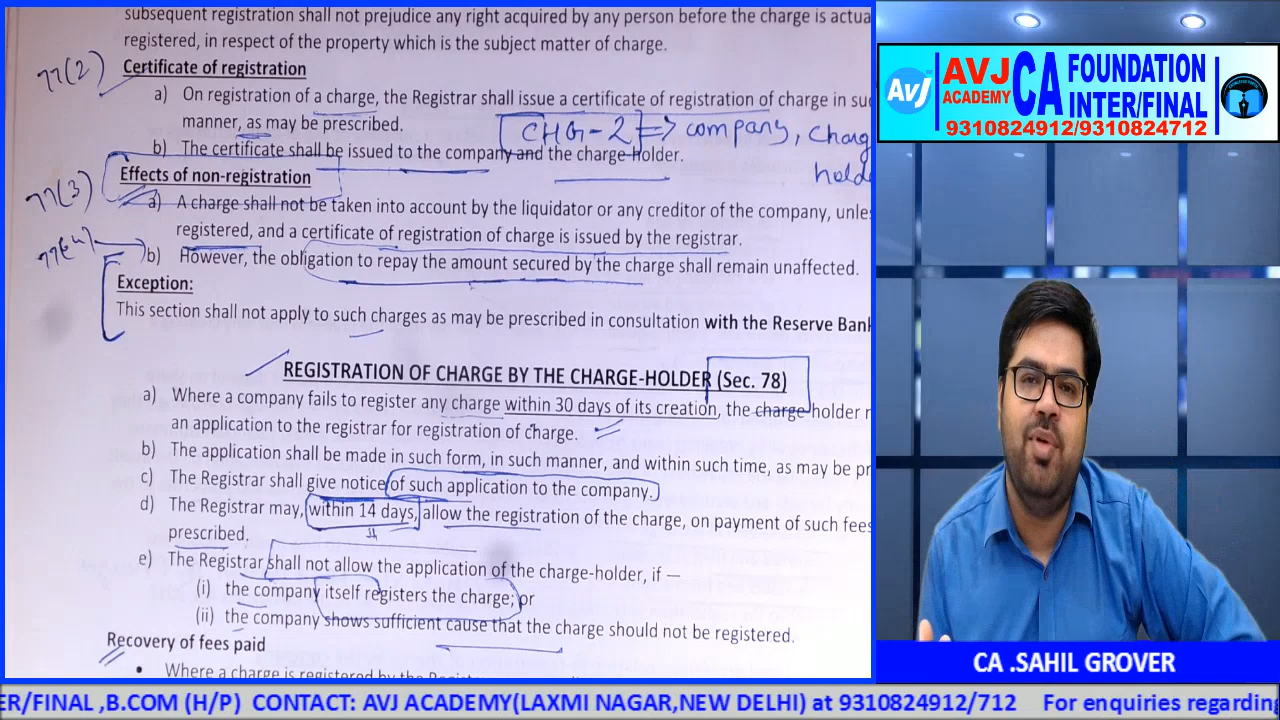 subsequent registration shall not prejudice any right acquired by any person before the charge is actua
registered, in respect of the property which is the subject matter of charge.
77(2) Certificate of registration
a) On registration of a charge, the Registrar shall issue a certificate of registration of charge in suc
manner, as may be prescribed.
CHG-2 => company, Charg
b) The certificate shall be issued to the company and the charge-holder.
holde
77(3) Effects of non-registration
a) A charge shall not be taken into account by the liquidator or any creditor of the company, unles
registered, and a certificate of registration of charge is issued by the registrar.
b) However, the obligation to repay the amount secured by the charge shall remain unaffected.
Exception:
This section shall not apply to such charges as may be prescribed in consultation with the Reserve Bank
REGISTRATION OF CHARGE BY THE CHARGE-HOLDER (Sec. 78)
a) Where a company fails to register any charge within 30 days of its creation, the charge-holder
an application to the registrar for registration of charge.
b) The application shall be made in such form, in such manner, and within such time, as may be pr
c) The Registrar shall give notice of such application to the company.
d) The Registrar may, within 14 days, allow the registration of the charge, on payment of such fees
prescribed.
e) The Registrar shall not allow the application of the charge-holder, if —
(i) the company itself registers the charge; or
(ii) the company shows sufficient cause that the charge should not be registered.
Recovery of fees paid
• Where a charge is registered by the
AVJ
AVJ ACADEMY CA FOUNDATION INTER/FINAL
9310824912/9310824712
CA .SAHIL GROVER
ER/FINAL ,B.COM (H/P) CONTACT: AVJ ACADEMY(LAXMI NAGAR,NEW DELHI) at 9310824912/712 For enquiries regarding